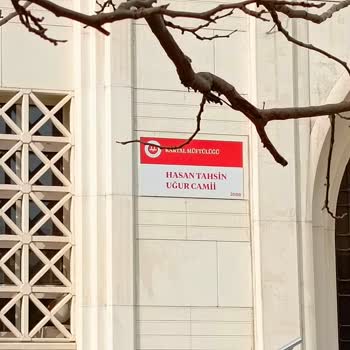 KARTAL MÜFTÜLÜĞÜ
HASAN TAHSİN
UĞUR CAMİİ